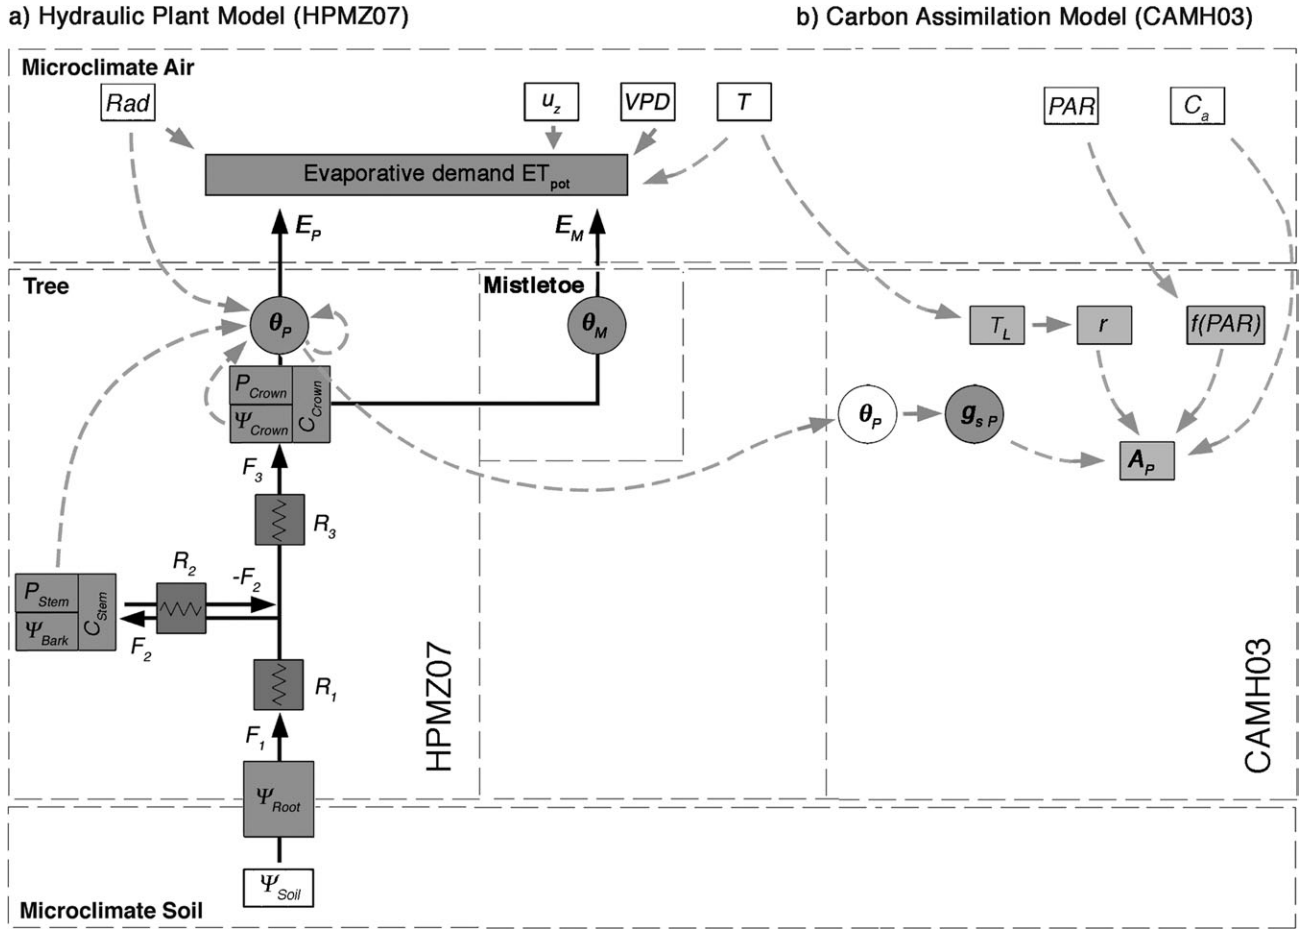 a) Hydraulic Plant Model (HPMZ07)
b) Carbon Assimilation Model (CAMH03)
Microclimate Air
Rad
u_z
VPD
T
PAR
C_a
Evaporative demand ET_pot
E_P
E_M
Tree
Mistletoe
θ_P
θ_M
T_L
r
f(PAR)
P_Crown
Ψ_Crown
C_Crown
θ_P
g_s P
A_P
F_3
R_3
R_2
-F_2
P_Stem
Ψ_Bark
C_Stem
F_2
R_1
F_1
HPMZ07
CAMH03
Ψ_Root
Ψ_Soil
Microclimate Soil